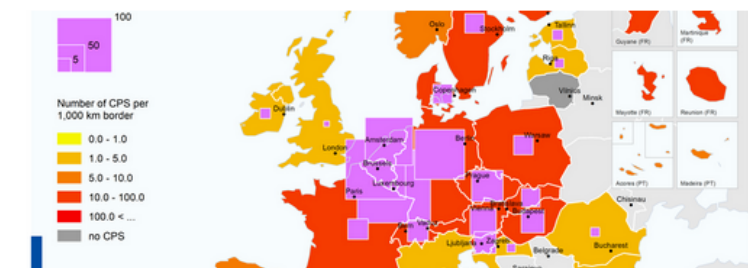 100
50
5
Number of CPS per
1,000 km border
0.0 - 1.0
1.0 - 5.0
5.0 - 10.0
10.0 - 100.0
100.0 < ...
no CPS
Oslo
Stockholm
Tallinn
Riga
Vilnius
Minsk
Copenhagen
Dublin
London
Amsterdam
Berlin
Warsaw
Brussels
Luxembourg
Paris
Prague
Bern
Vaduz
Vienna
Bratislava
Budapest
Ljubljana
Zagreb
Belgrade
Bucharest
Chisinau
Sarajevo
Guyane (FR)
Martinique
(FR)
Mayotte (FR)
Reunion (FR)
Acores (PT)
Madeira (PT)